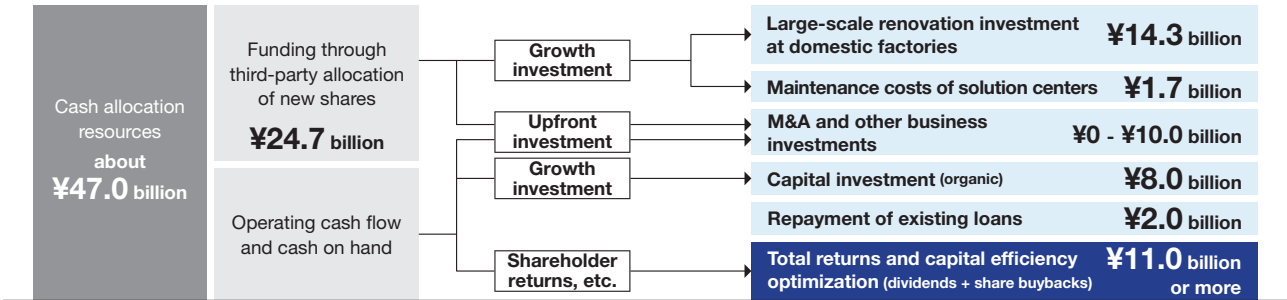 Cash allocation
resources
about
¥47.0 billion
Funding through
third-party allocation
of new shares
¥24.7 billion
Operating cash flow
and cash on hand
Growth
investment
Upfront
investment
Growth
investment
Shareholder
returns, etc.
Large-scale renovation investment
at domestic factories
¥14.3 billion
Maintenance costs of solution centers
¥1.7 billion
M&A and other business
investments
¥0 - ¥10.0 billion
Capital investment (organic)
¥8.0 billion
Repayment of existing loans
¥2.0 billion
Total returns and capital efficiency
optimization (dividends + share buybacks)
¥11.0 billion
or more